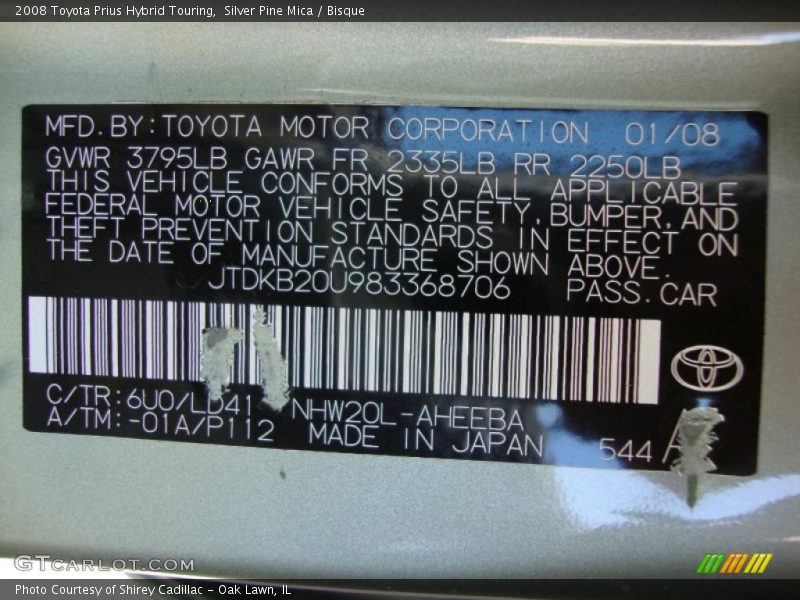 2008 Toyota Prius Hybrid Touring,  Silver Pine Mica / Bisque
MFD. BY: TOYOTA MOTOR CORPORATION 01/08
GVWR 3795LB GAWR FR 2335LB RR 2250LB
THIS VEHICLE CONFORMS TO ALL APPLICABLE
FEDERAL MOTOR VEHICLE SAFETY, BUMPER, AND
THEFT PREVENTION STANDARDS IN EFFECT ON
THE DATE OF MANUFACTURE SHOWN ABOVE.
JTDKB20U983368706 PASS. CAR
C/TR: 6U0/LD41 NHW20L-AHEEBA
A/TM: -01A/P112 MADE IN JAPAN 544
GTCARLOT.COM
Photo Courtesy of Shirey Cadillac - Oak Lawn, IL